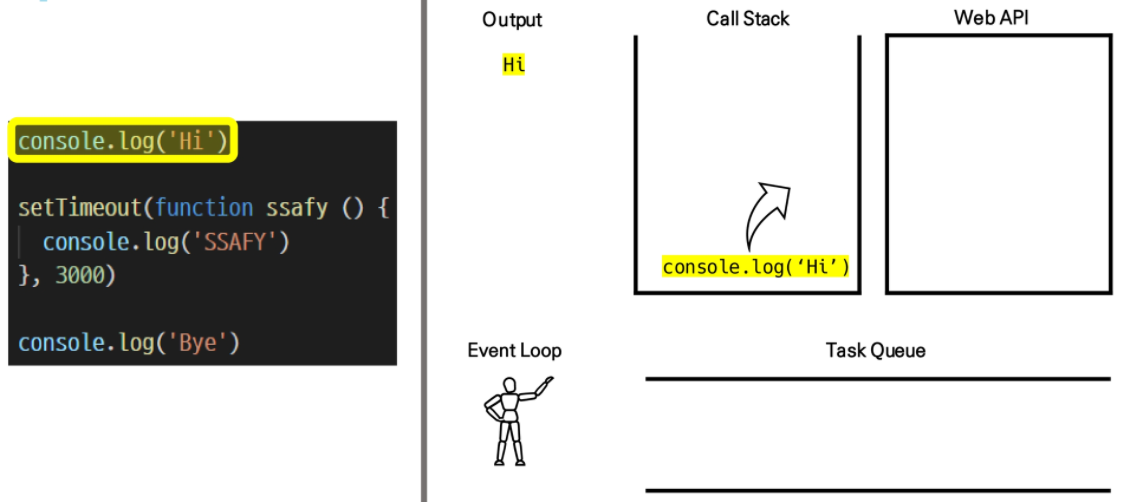 console.log('Hi')
setTimeout(function ssafy () {
console.log('SSAFY')
}, 3000)
console.log('Bye')
Output
Hi
Call Stack
console.log(‘Hi’)
Web API
Event Loop
Task Queue